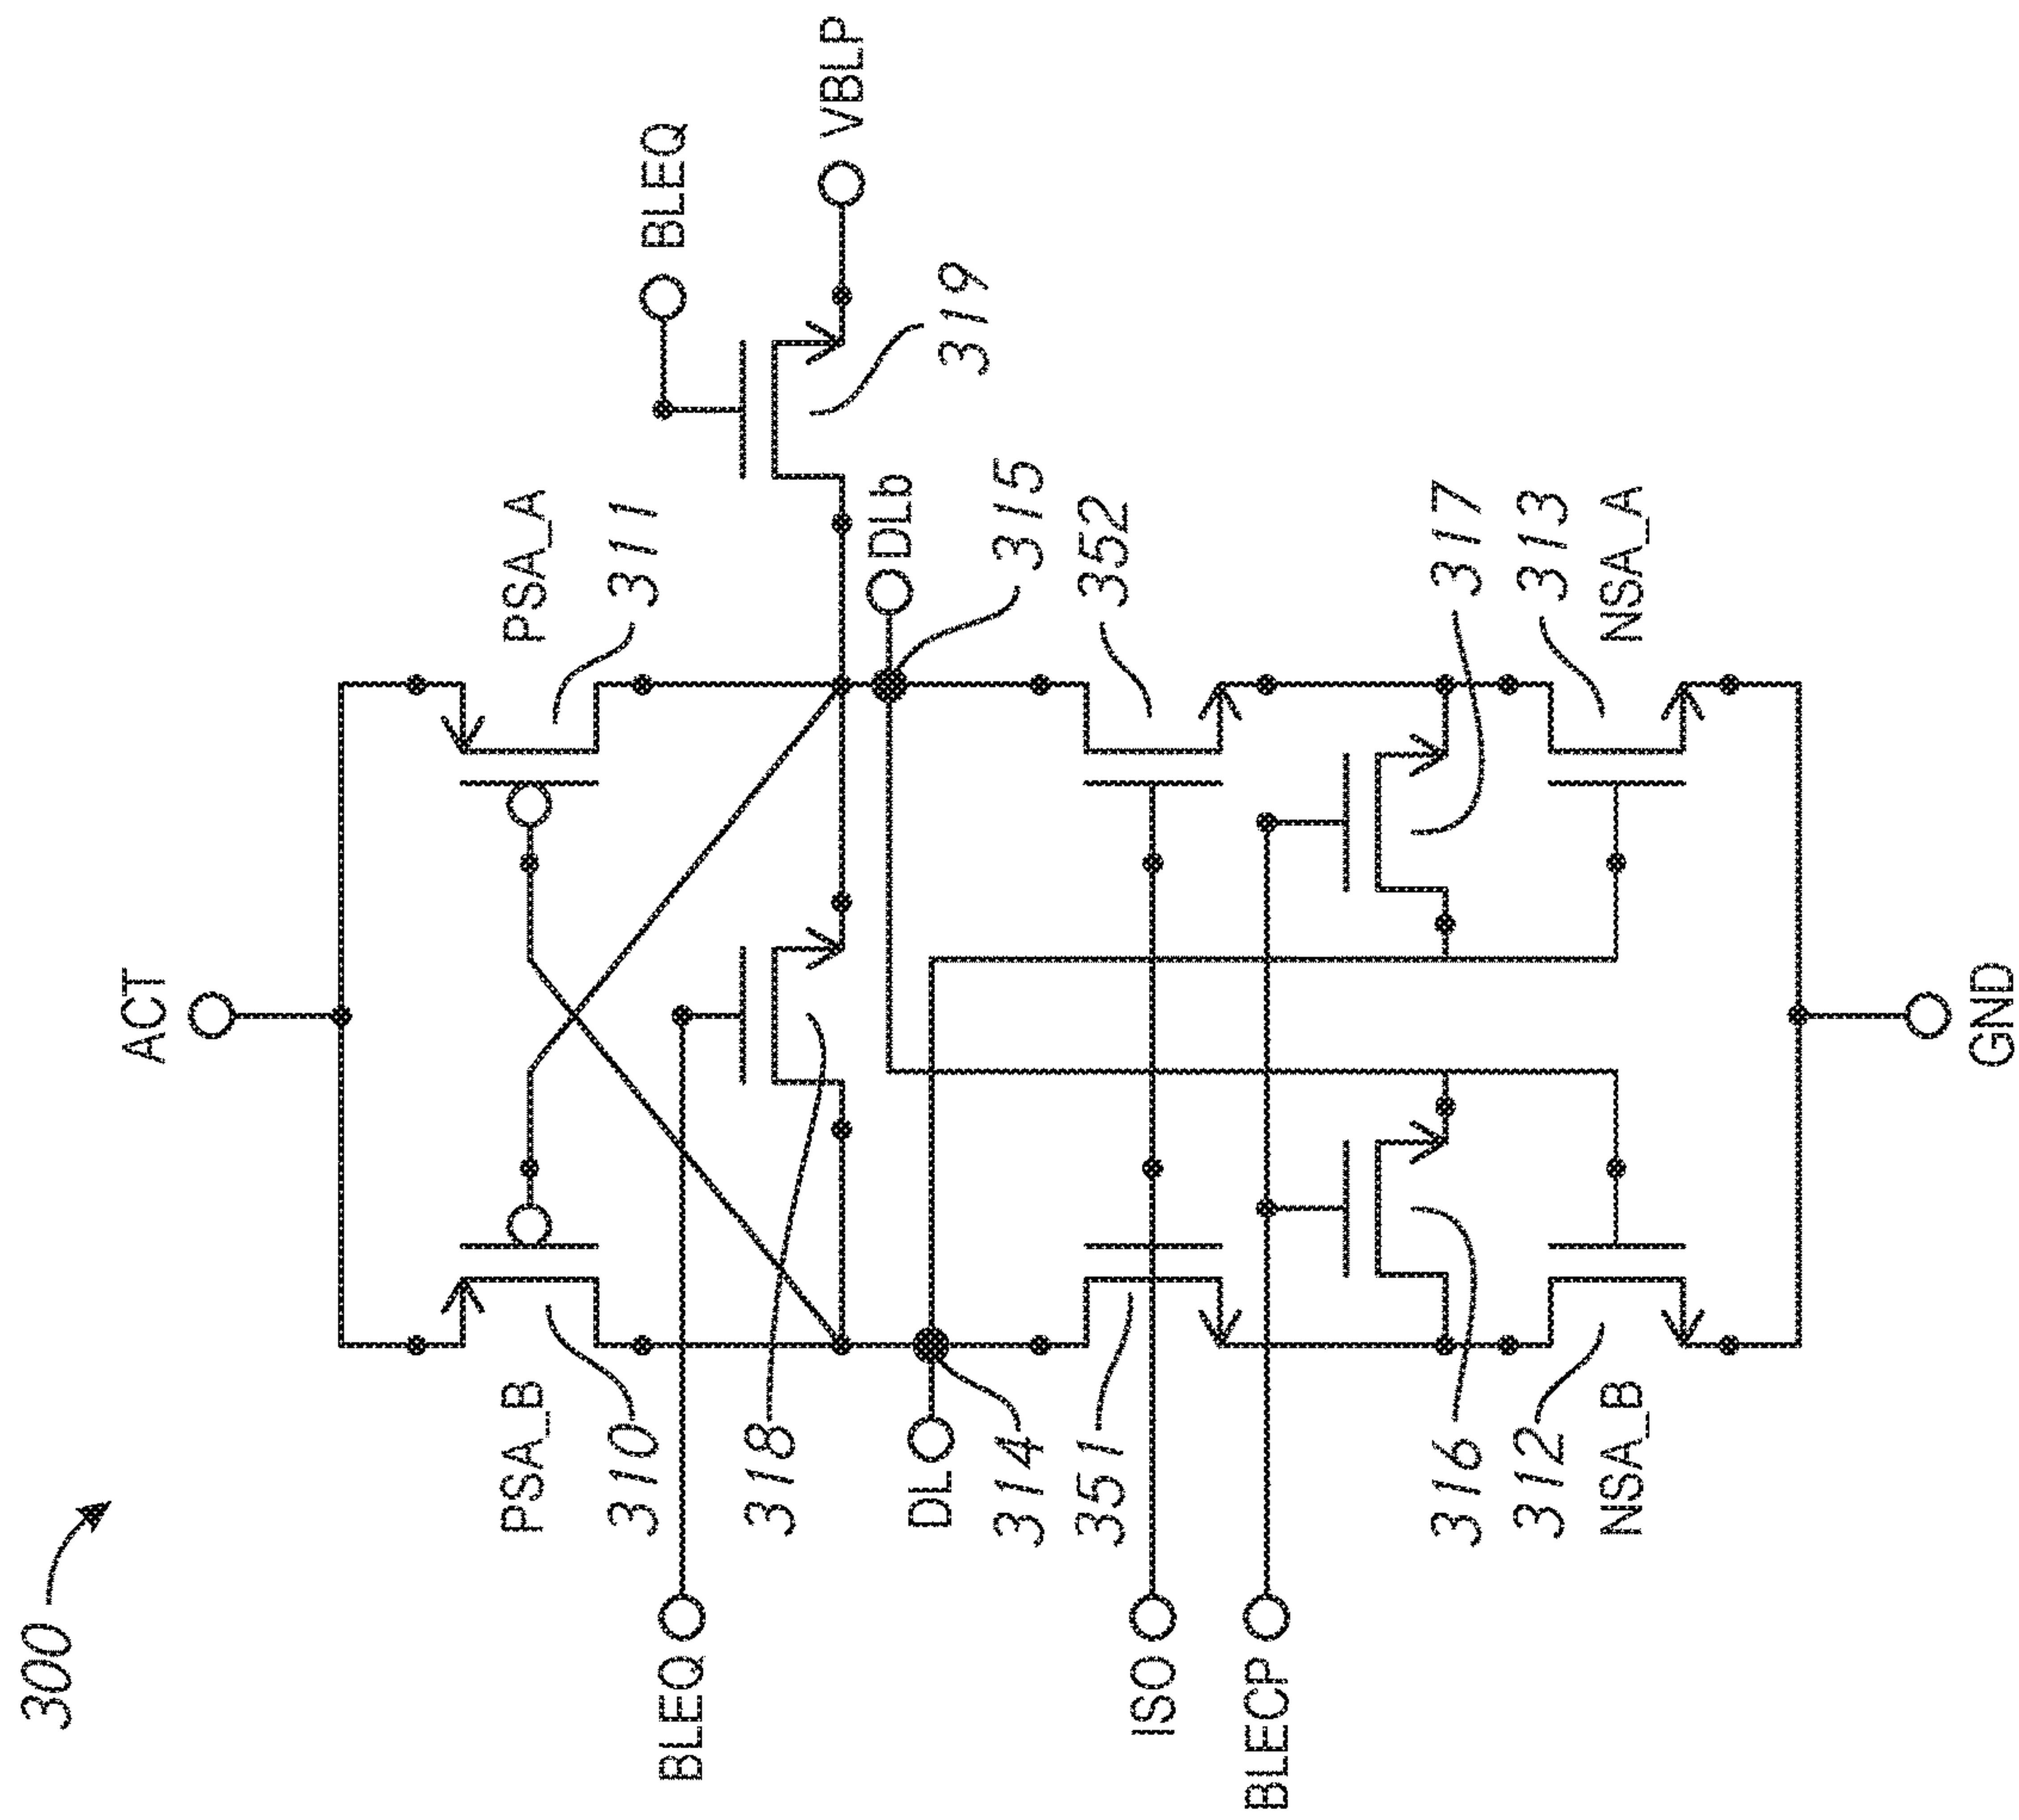 300
ACT
PSA_B
PSA_A
310
311
BLEQ
BLEQ
318
VBLP
DLb
DL
319
314
315
351
352
ISO
BLECP
316
317
312
313
NSA_B
NSA_A
GND